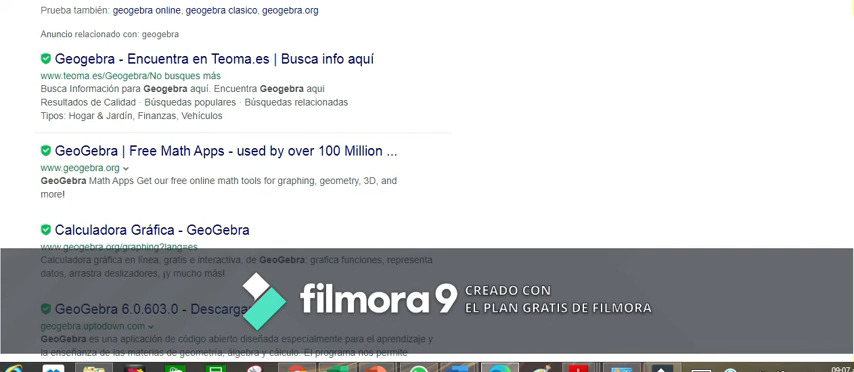 Prueba también: geogebra online, geogebra clasico, geogebra.org
Anuncio relacionado con: geogebra
Geogebra - Encuentra en Teoma.es | Busca info aquí
www.teoma.es/Geogebra/No busques más
Busca Información para Geogebra aquí. Encuentra Geogebra aqui
Resultados de Calidad · Búsquedas populares · Búsquedas relacionadas
Tipos: Hogar & Jardín, Finanzas, Vehículos
GeoGebra | Free Math Apps - used by over 100 Million ...
www.geogebra.org
GeoGebra Math Apps Get our free online math tools for graphing, geometry, 3D, and
more!
Calculadora Gráfica - GeoGebra
www.geogebra.org/graphing?lang=es
Calculadora gráfica en línea, gratis e interactiva, de GeoGebra: grafica funciones, representa
datos, arrastra deslizadores, ¡y mucho más!
filmora 9
CREADO CON
EL PLAN GRATIS DE FILMORA
GeoGebra 6.0.603.0 - Descarga
geogebra.uptodown.com
GeoGebra es una aplicación de código abierto diseñada especialmente para el aprendizaje y
la enseñanza de las materias de geometría, álgebra y cálculo. El programa nos permite
09:07